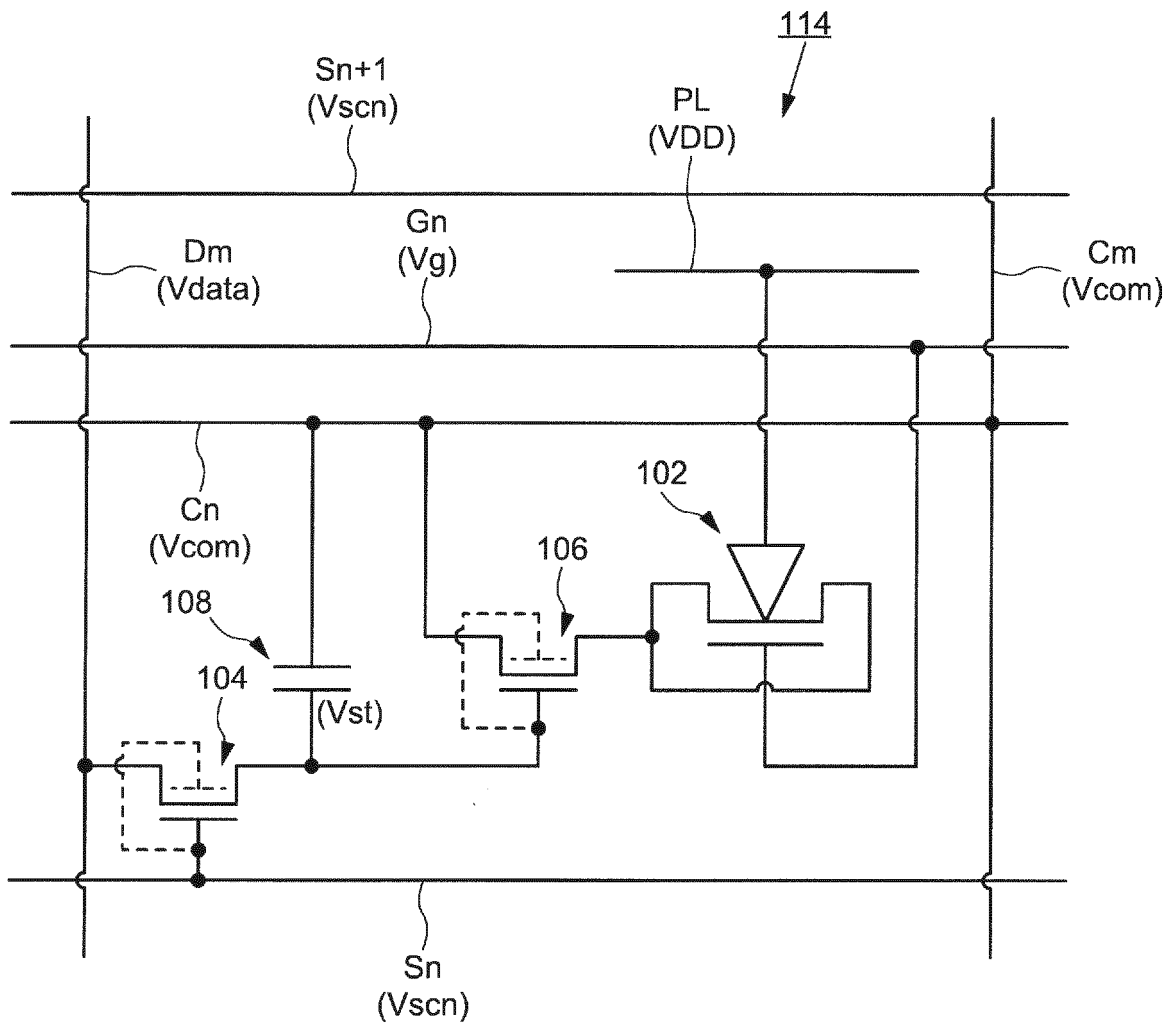 114
Sn+1
(Vscn)
PL
(VDD)
Gn
(Vg)
Dm
(Vdata)
Cm
(Vcom)
Cn
(Vcom)
102
106
108
104
(Vst)
Sn
(Vscn)